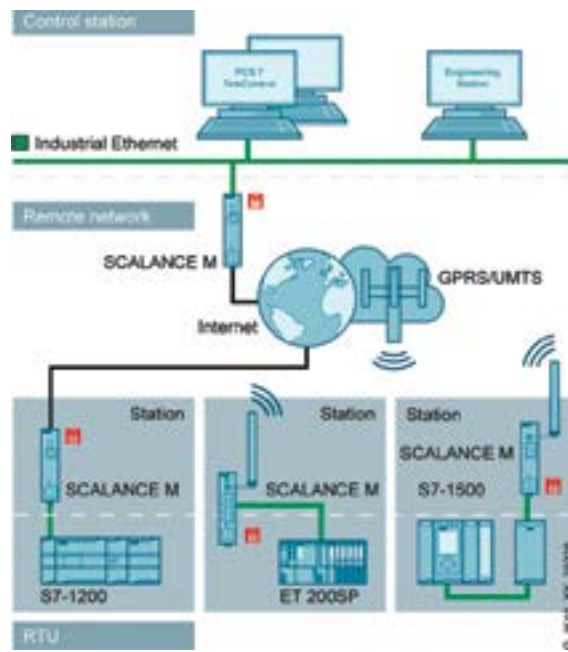 Control station
PCS 7
TeleControl
Engineering
Station
Industrial Ethernet
Remote network
SCALANCE M
GPRS/UMTS
Internet
Station
Station
Station
SCALANCE M
SCALANCE M
SCALANCE M
S7-1500
S7-1200
ET 200SP
RTU